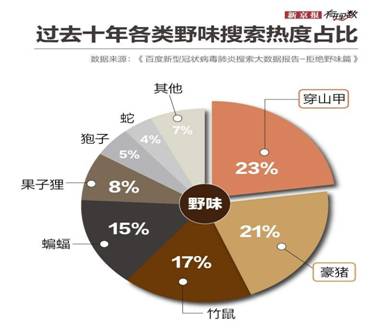 新京报 有理数
过去十年各类野味搜索热度占比
数据来源：《百度新型冠状病毒肺炎搜索大数据报告-拒绝野味篇》
其他
7%
穿山甲
23%
蛇
4%
狍子
5%
果子狸
8%
野味
蝙蝠
15%
21%
豪猪
17%
竹鼠